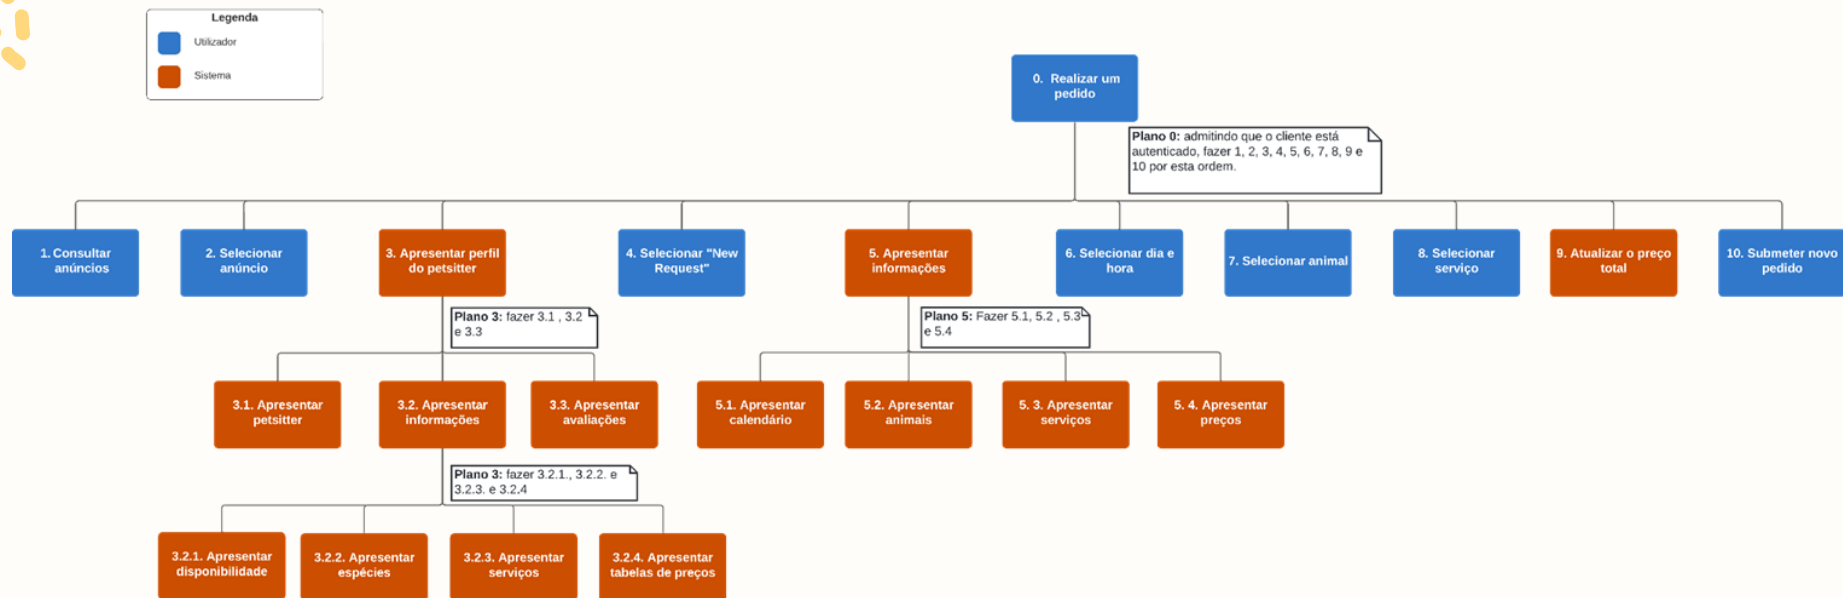 Legenda
Utilizador
Sistema
0. Realizar um
pedido
Plano 0: admitindo que o cliente está
autenticado, fazer 1, 2, 3, 4, 5, 6, 7, 8, 9 e
10 por esta ordem.
1. Consultar
anúncios
2. Selecionar
anúncio
3. Apresentar perfil
do petsitter
4. Selecionar "New
Request"
5. Apresentar
informações
6. Selecionar dia e
hora
7. Selecionar animal
8. Selecionar
serviço
9. Atualizar o preço
total
10. Submeter novo
pedido
Plano 3: fazer 3.1 , 3.2
e 3.3
Plano 5: Fazer 5.1, 5.2 , 5.3
e 5.4
3.1. Apresentar
petsitter
3.2. Apresentar
informações
3.3. Apresentar
avaliações
5.1. Apresentar
calendário
5.2. Apresentar
animais
5. 3. Apresentar
serviços
5. 4. Apresentar
preços
Plano 3: fazer 3.2.1., 3.2.2. e
3.2.3. e 3.2.4
3.2.1. Apresentar
disponibilidade
3.2.2. Apresentar
espécies
3.2.3. Apresentar
serviços
3.2.4. Apresentar
tabelas de preços